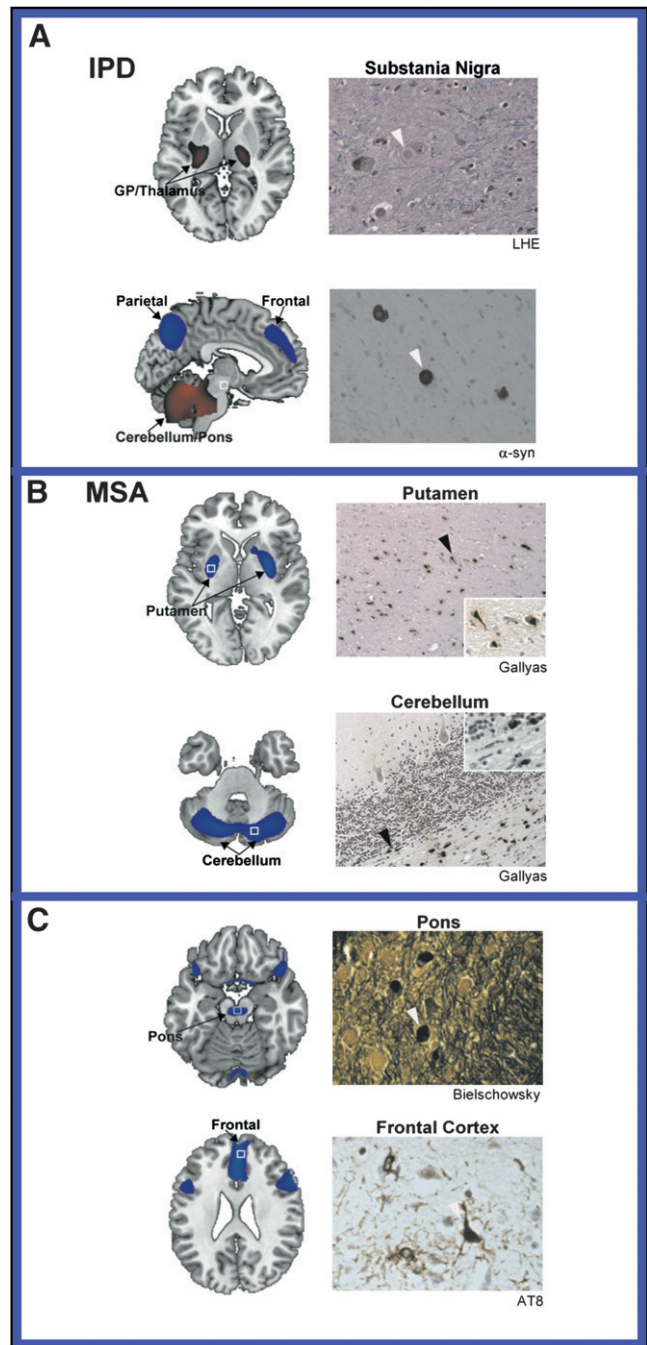 A
IPD
Substania Nigra
GP/Thalamus
LHE
Parietal
Frontal
Cerebellum/Pons
α-syn
B
MSA
Putamen
Putamen
Gallyas
Cerebellum
Cerebellum
Gallyas
C
Pons
Pons
Bielschowsky
Frontal
Frontal Cortex
AT8